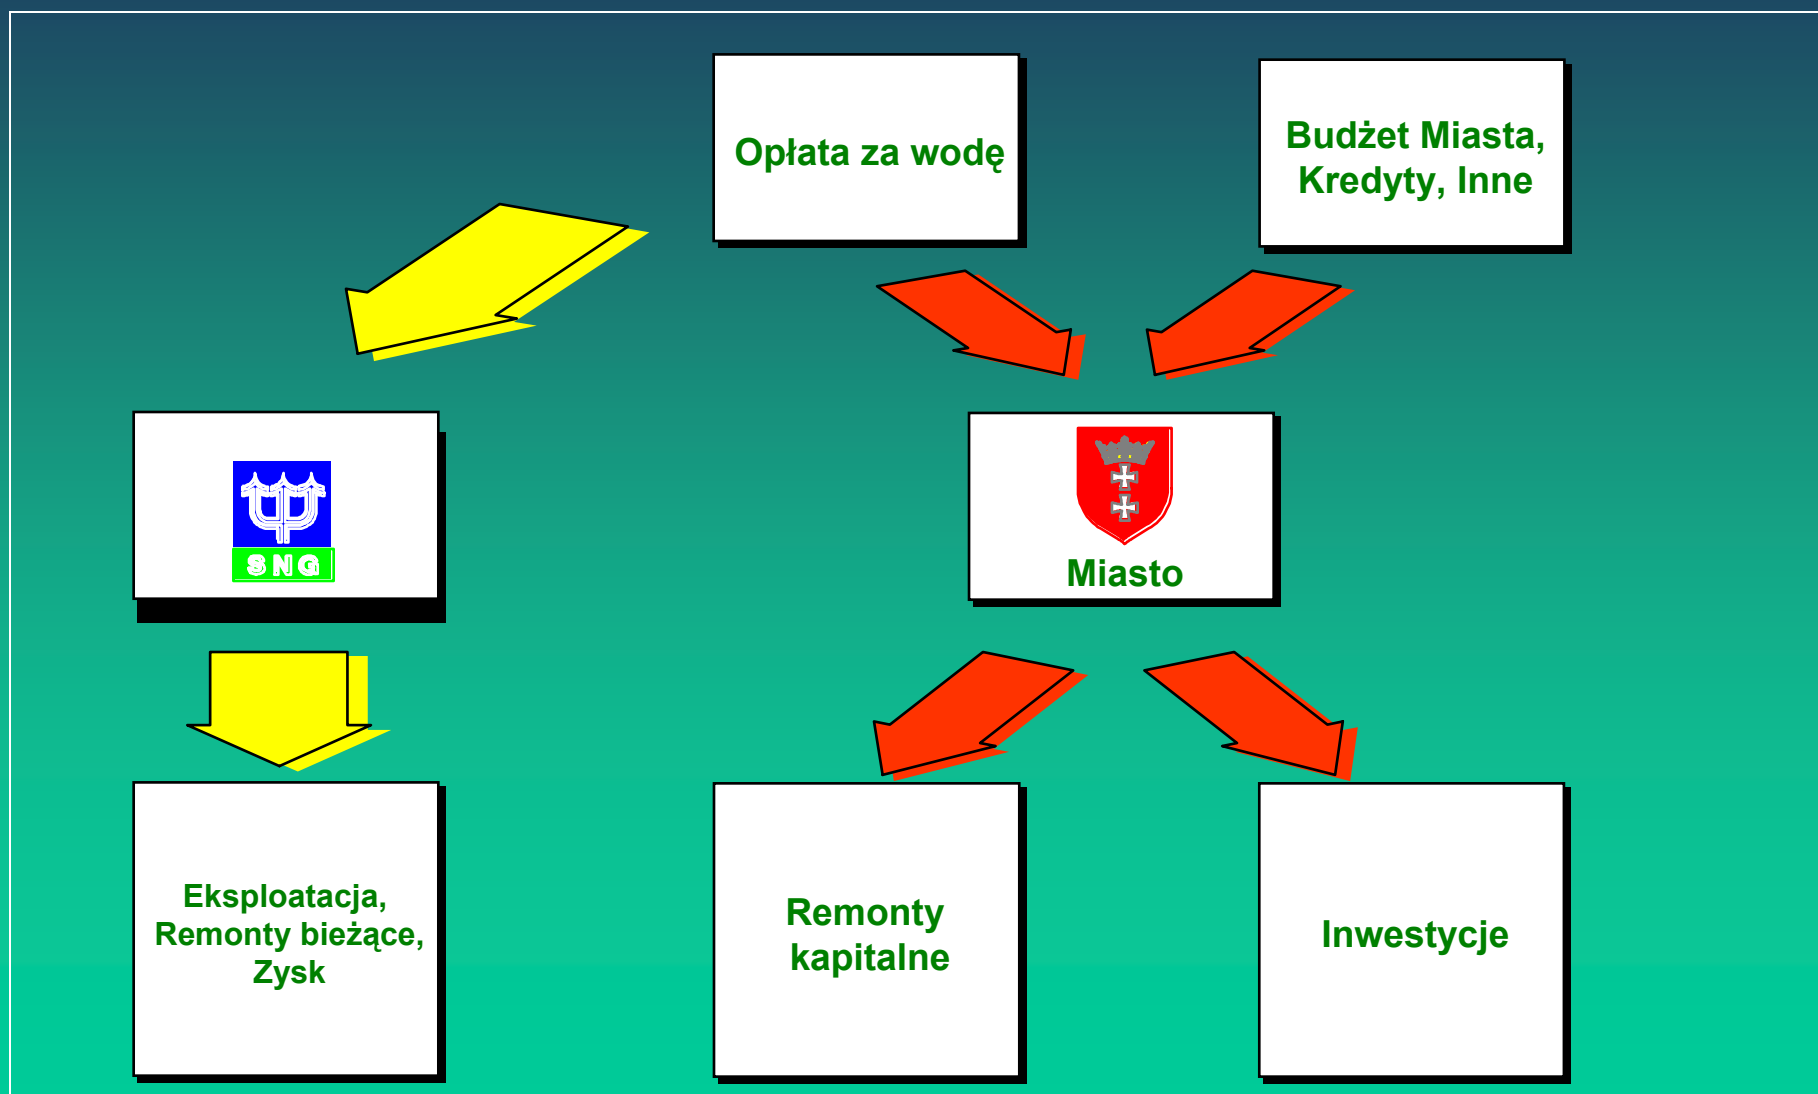 Opłata za wodę
Budżet Miasta,
Kredyty, Inne
SNG
Miasto
Eksploatacja,
Remonty bieżące,
Zysk
Remonty
kapitalne
Inwestycje